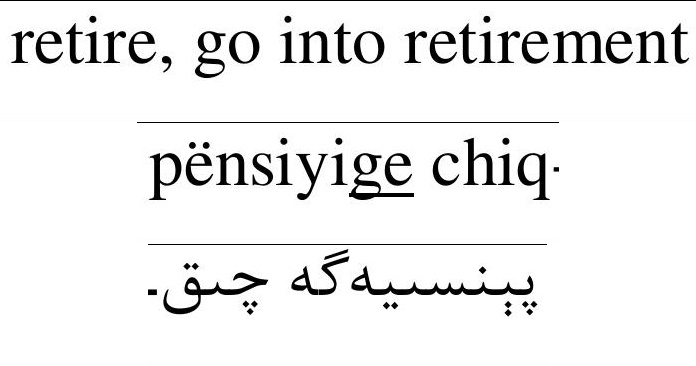 retire, go into retirement
pënsiyige chiq-
پېنسىيەگە چىق-